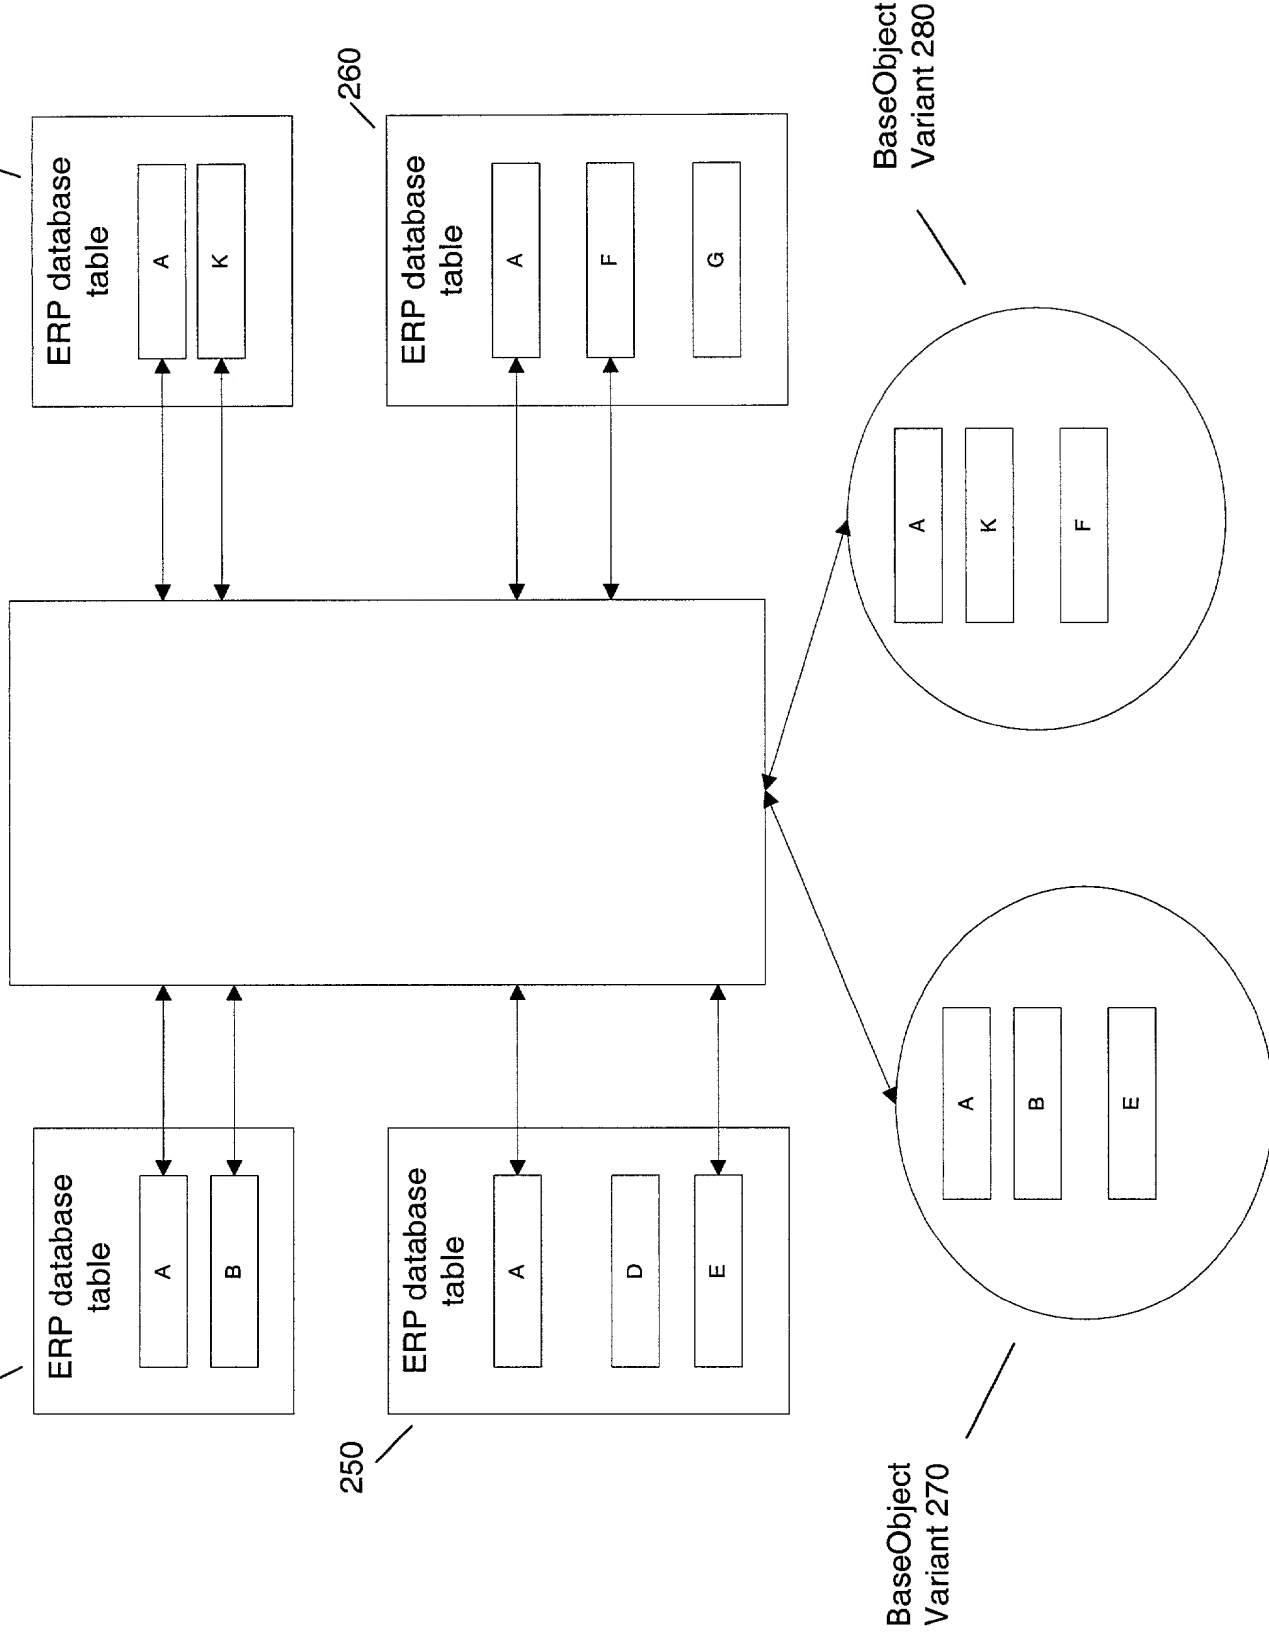 ERP database
table
A
B
ERP database
table
A
K
250
ERP database
table
A
D
E
260
ERP database
table
A
F
G
BaseObject
Variant 270
A
B
E
BaseObject
Variant 280
A
K
F